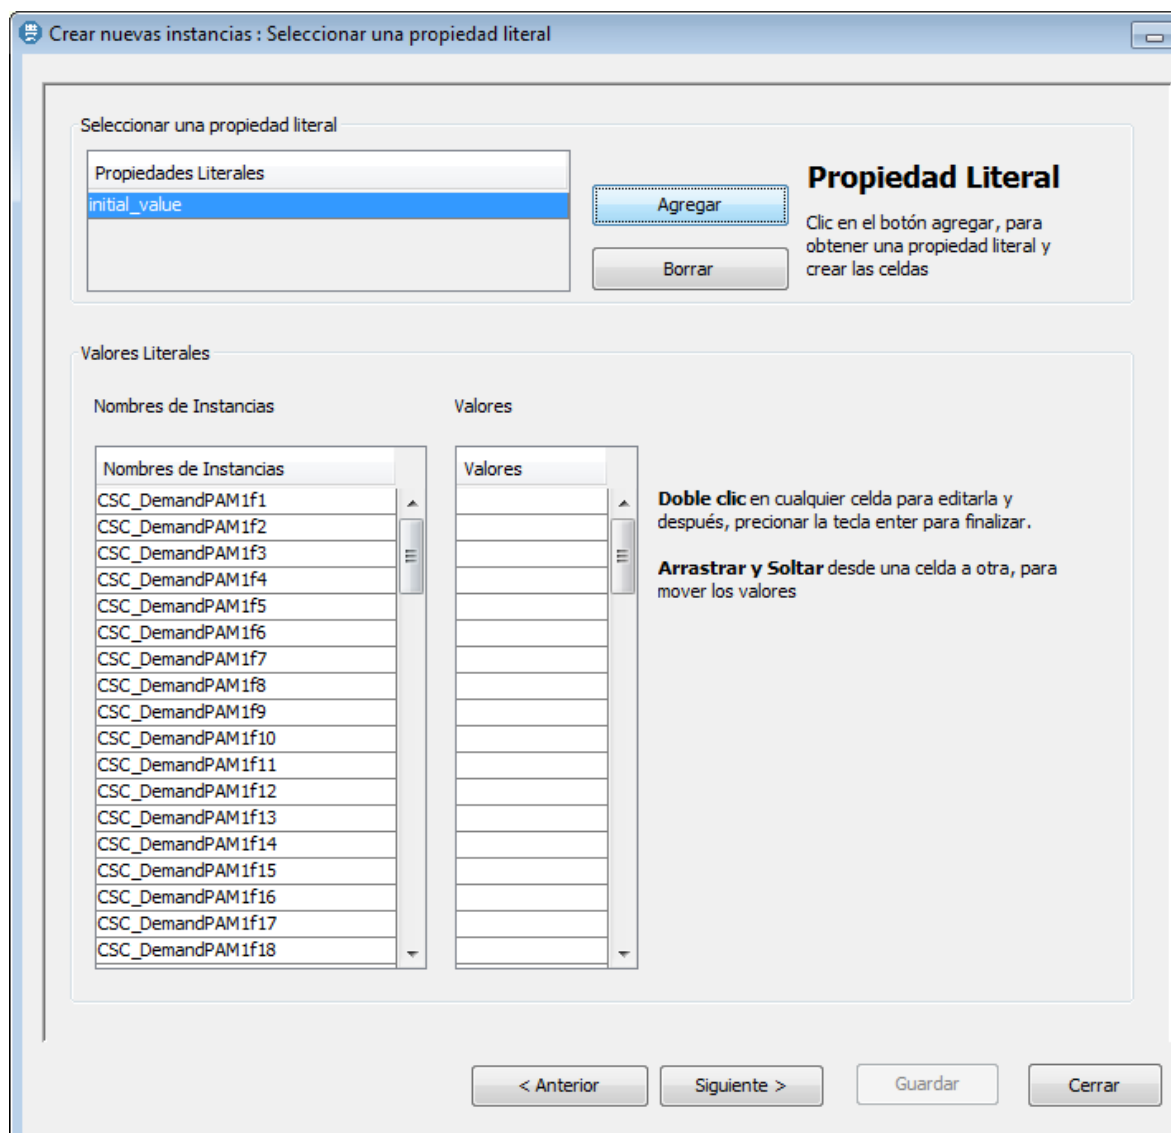 Crear nuevas instancias : Seleccionar una propiedad literal
Seleccionar una propiedad literal
Propiedades Literales
initial_value
Agregar
Borrar
Propiedad Literal
Clic en el botón agregar, para
obtener una propiedad literal y
crear las celdas
Valores Literales
Nombres de Instancias
Valores
Nombres de Instancias
CSC_DemandPAM1f1
CSC_DemandPAM1f2
CSC_DemandPAM1f3
CSC_DemandPAM1f4
CSC_DemandPAM1f5
CSC_DemandPAM1f6
CSC_DemandPAM1f7
CSC_DemandPAM1f8
CSC_DemandPAM1f9
CSC_DemandPAM1f10
CSC_DemandPAM1f11
CSC_DemandPAM1f12
CSC_DemandPAM1f13
CSC_DemandPAM1f14
CSC_DemandPAM1f15
CSC_DemandPAM1f16
CSC_DemandPAM1f17
CSC_DemandPAM1f18
Valores
Doble clic en cualquier celda para editarla y
después, precionar la tecla enter para finalizar.
Arrastrar y Soltar desde una celda a otra, para
mover los valores
< Anterior
Siguiente >
Guardar
Cerrar